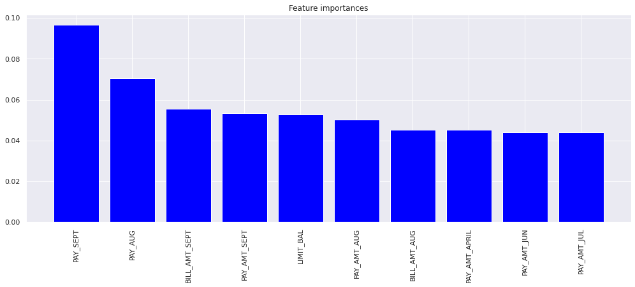 Feature importances
0.10
0.08
0.06
0.04
0.02
0.00
PAY_SEPT
PAY_AUG
BILL_AMT_SEPT
PAY_AMT_SEPT
LIMIT_BAL
PAY_AMT_AUG
BILL_AMT_AUG
PAY_AMT_APRIL
PAY_AMT_JUN
PAY_AMT_JUL